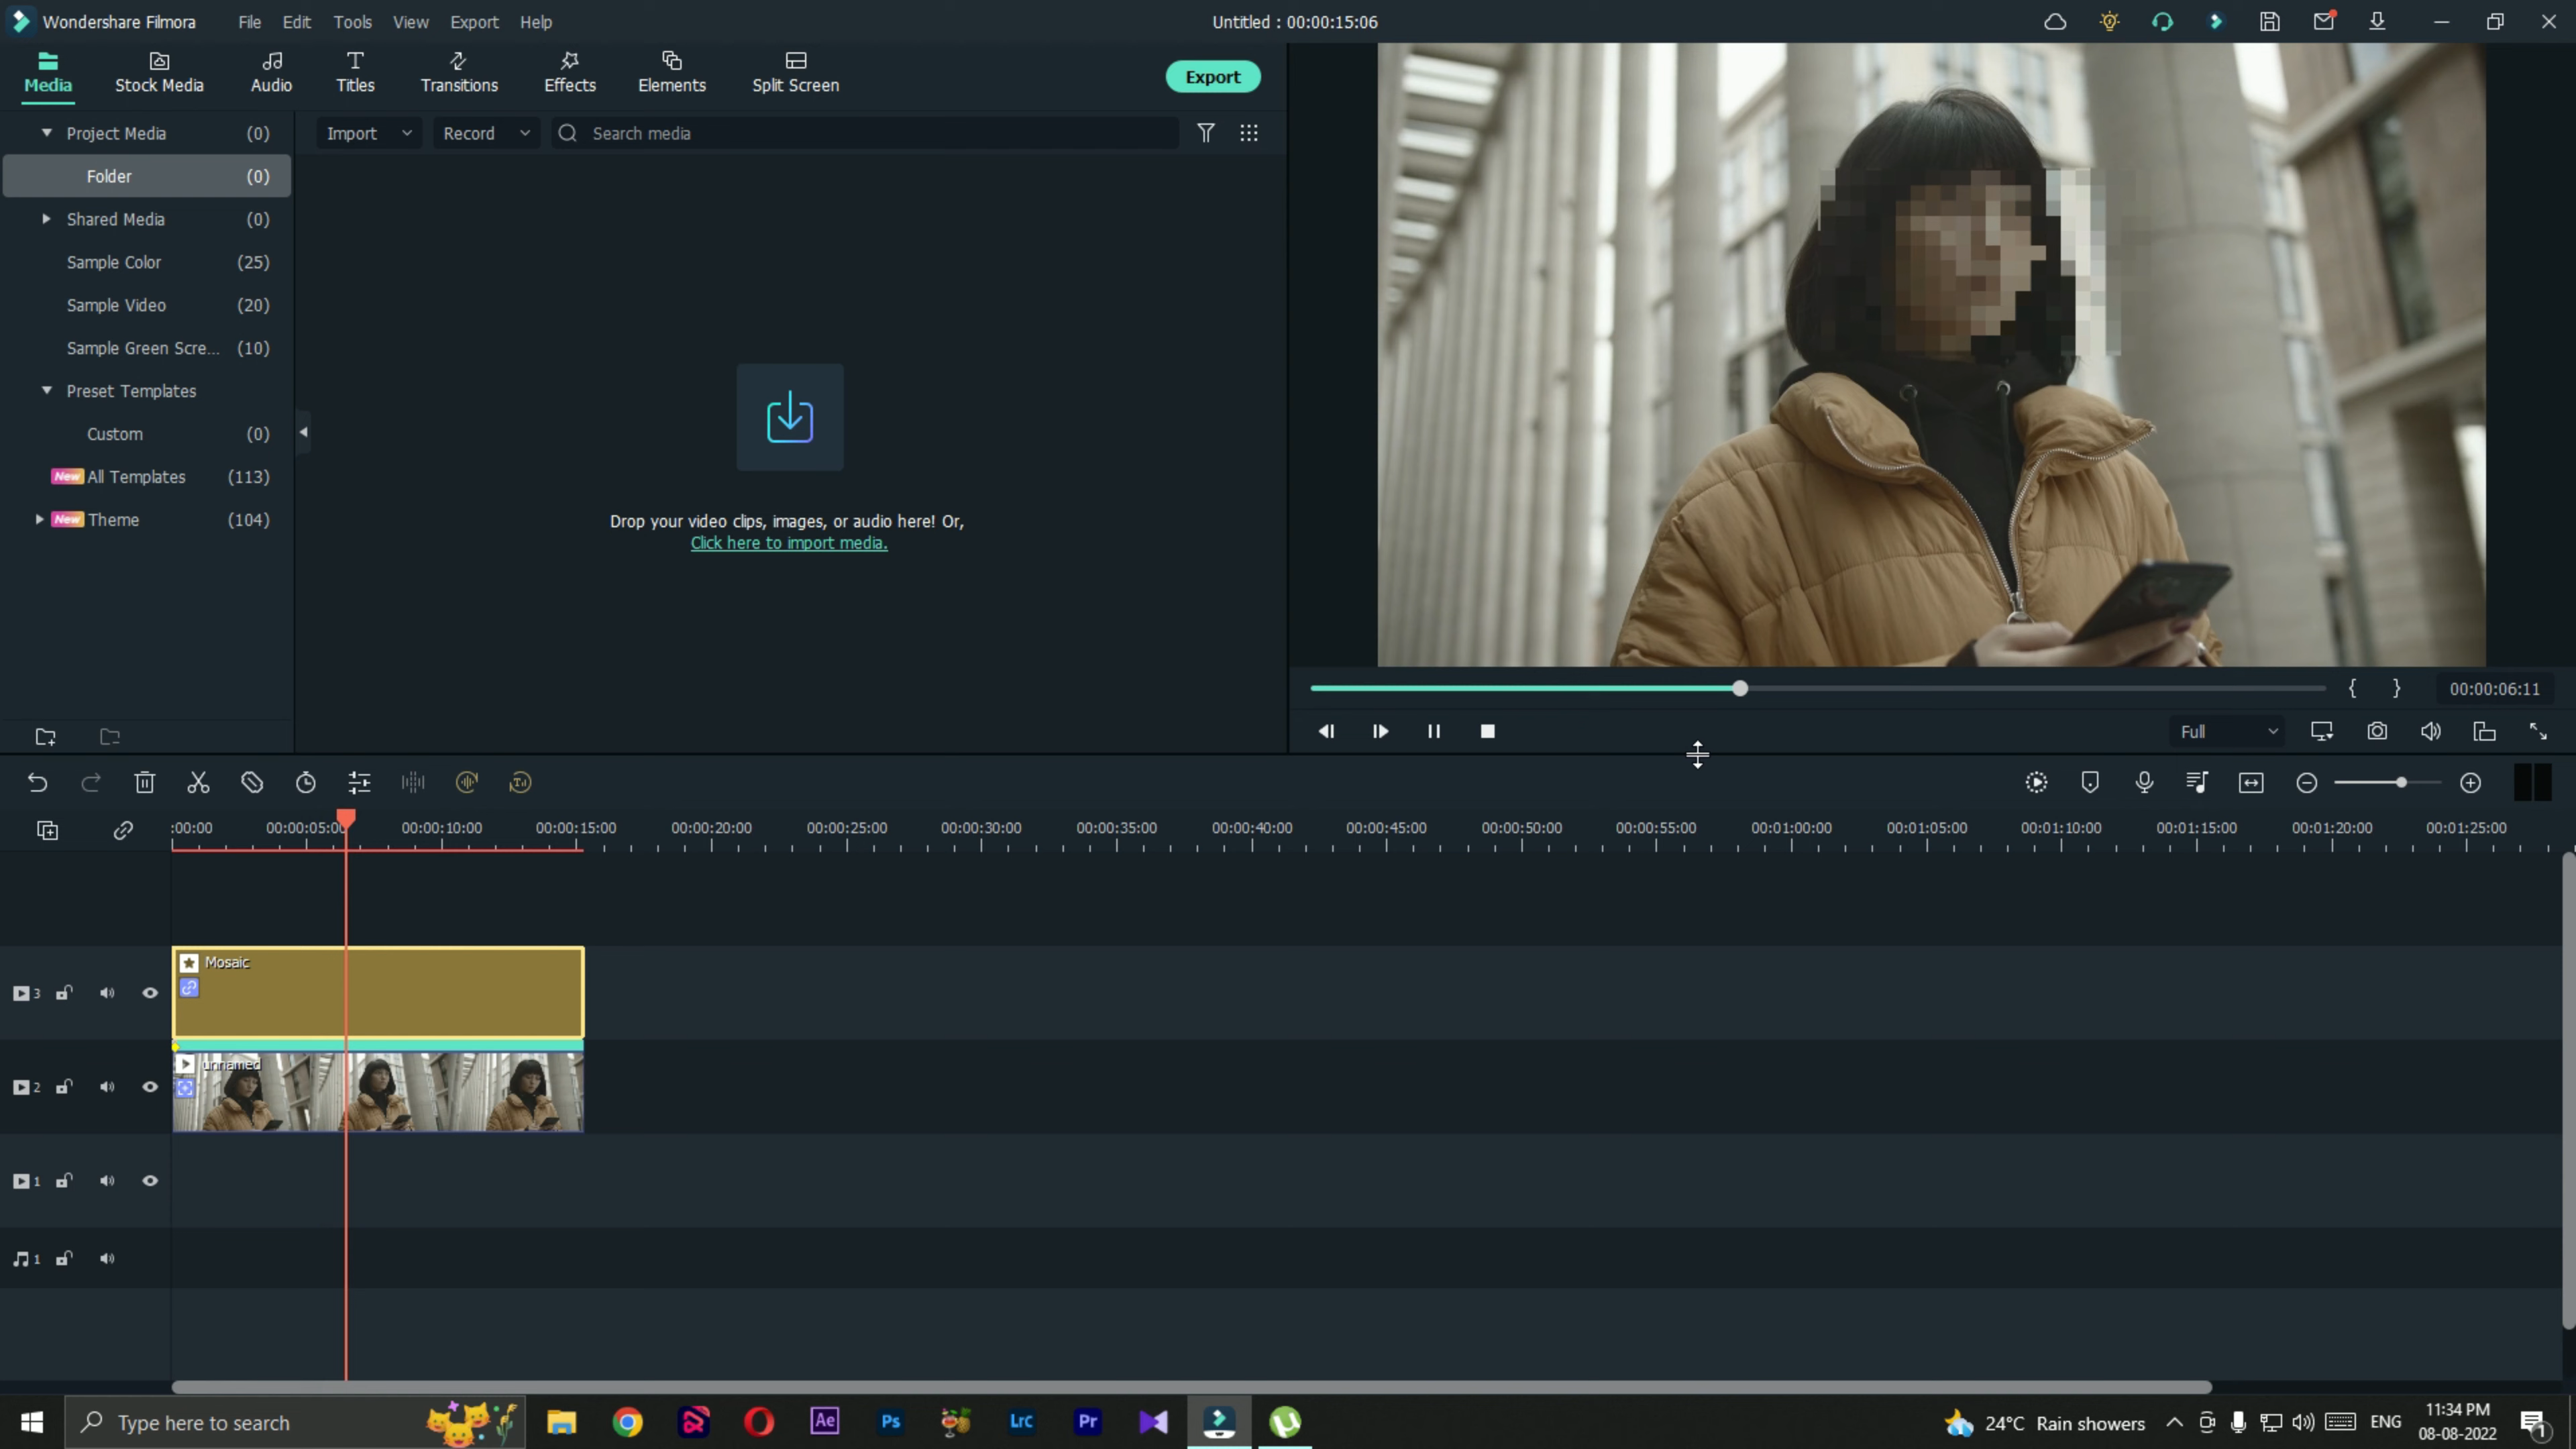 Wondershare Filmora File Edit Tools View Export Help Untitled : 00:00:15:06
Media Stock Media Audio Titles Transitions Effects Elements Split Screen Export
Project Media (0)
Folder (0)
Shared Media (0)
Sample Color (25)
Sample Video (20)
Sample Green Scre... (10)
Preset Templates
Custom (0)
New All Templates (113)
New Theme (104)
Import Record Search media
Drop your video clips, images, or audio here! Or,
Click here to import media.
{ } 00:00:06:11
Full
:00:00 00:00:05:00 00:00:10:00 00:00:15:00 00:00:20:00 00:00:25:00 00:00:30:00 00:00:35:00 00:00:40:00 00:00:45:00 00:00:50:00 00:00:55:00 00:01:00:00 00:01:05:00 00:01:10:00 00:01:15:00 00:01:20:00 00:01:25:00
Mosaic
3
unnamed
2
1
1
Type here to search Ae Ps LrC Pr 24°C Rain showers ENG 11:34 PM
08-08-2022 1